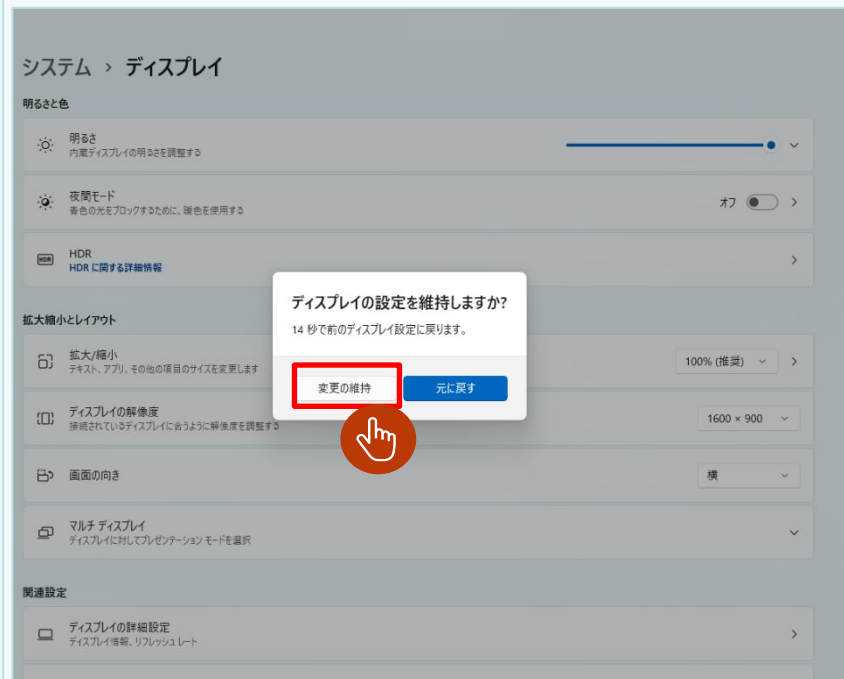 システム › ディスプレイ
明るさと色
明るさ
内蔵ディスプレイの明るさを調整する
夜間モード
青色の光をブロックするために、暖色を使用する
オフ
HDR
HDR
HDR に関する詳細情報
ディスプレイの設定を維持しますか?
14 秒で前のディスプレイ設定に戻ります。
変更の維持
元に戻す
拡大縮小とレイアウト
拡大/縮小
テキスト、アプリ、その他の項目のサイズを変更します
100% (推奨)
ディスプレイの解像度
接続されているディスプレイに合うように解像度を調整する
1600 × 900
画面の向き
横
マルチ ディスプレイ
ディスプレイに対してプレゼンテーション モードを選択
関連設定
ディスプレイの詳細設定
ディスプレイ情報、リフレッシュ レート